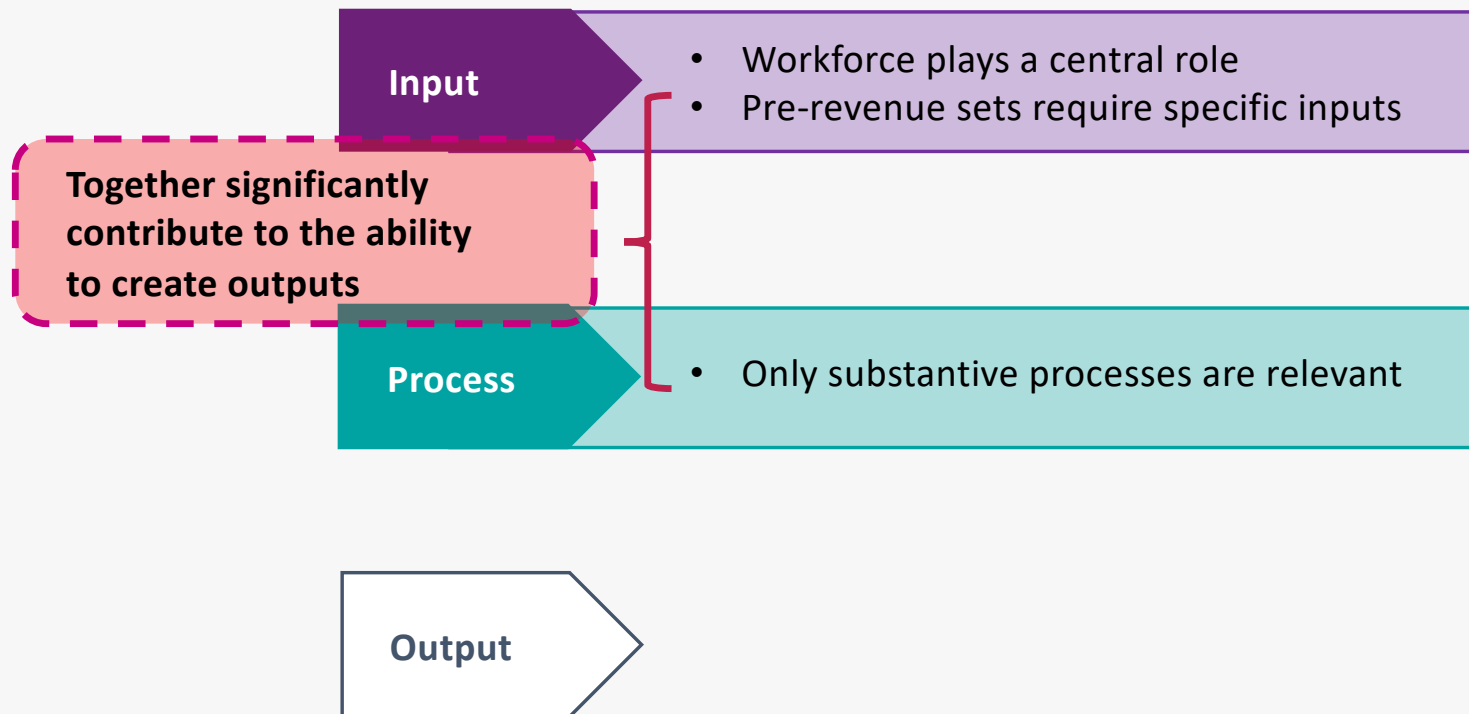 Input
• Workforce plays a central role
• Pre-revenue sets require specific inputs
Together significantly
contribute to the ability
to create outputs
Process
• Only substantive processes are relevant
Output